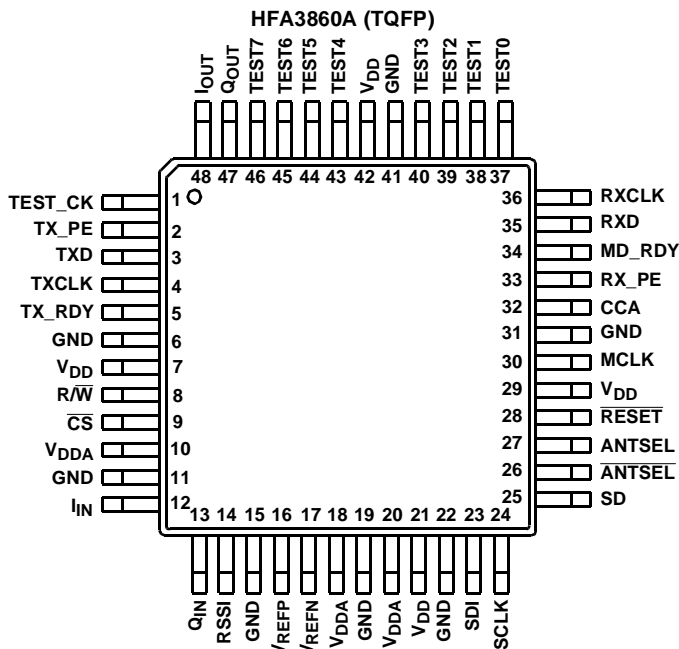 HFA3860A (TQFP)
IOUT
QOUT
TEST7
TEST6
TEST5
TEST4
VDD
GND
TEST3
TEST2
TEST1
TEST0
48 47 46 45 44 43 42 41 40 39 38 37
TEST_CK 1
TX_PE 2
TXD 3
TXCLK 4
TX_RDY 5
GND 6
VDD 7
R/W̅ 8
C̅S̅ 9
VDDA 10
GND 11
IIN 12
36 RXCLK
35 RXD
34 MD_RDY
33 RX_PE
32 CCA
31 GND
30 MCLK
29 VDD
28 R̅E̅S̅E̅T̅
27 ANTSEL
26 A̅N̅T̅S̅E̅L̅
25 SD
13 14 15 16 17 18 19 20 21 22 23 24
QIN
RSSI
GND
VREFP
VREFN
VDDA
GND
VDDA
VDD
GND
SDI
SCLK